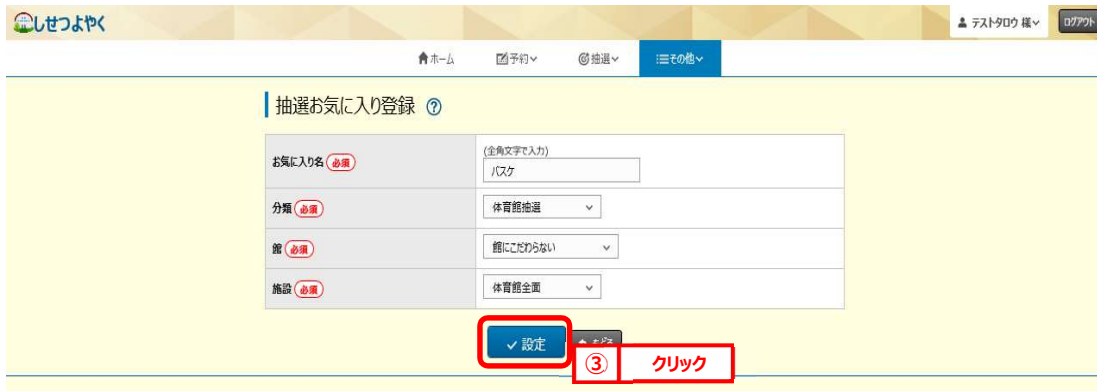 しせつよやく
テストタロウ 様
ログアウト
ホーム 予約 抽選 その他
抽選お気に入り登録 ?
お気に入り名 必須
(全角文字で入力)
バスケ
分類 必須 体育館抽選
館 必須 館にこだわらない
施設 必須 体育館全面
設定
③ クリック